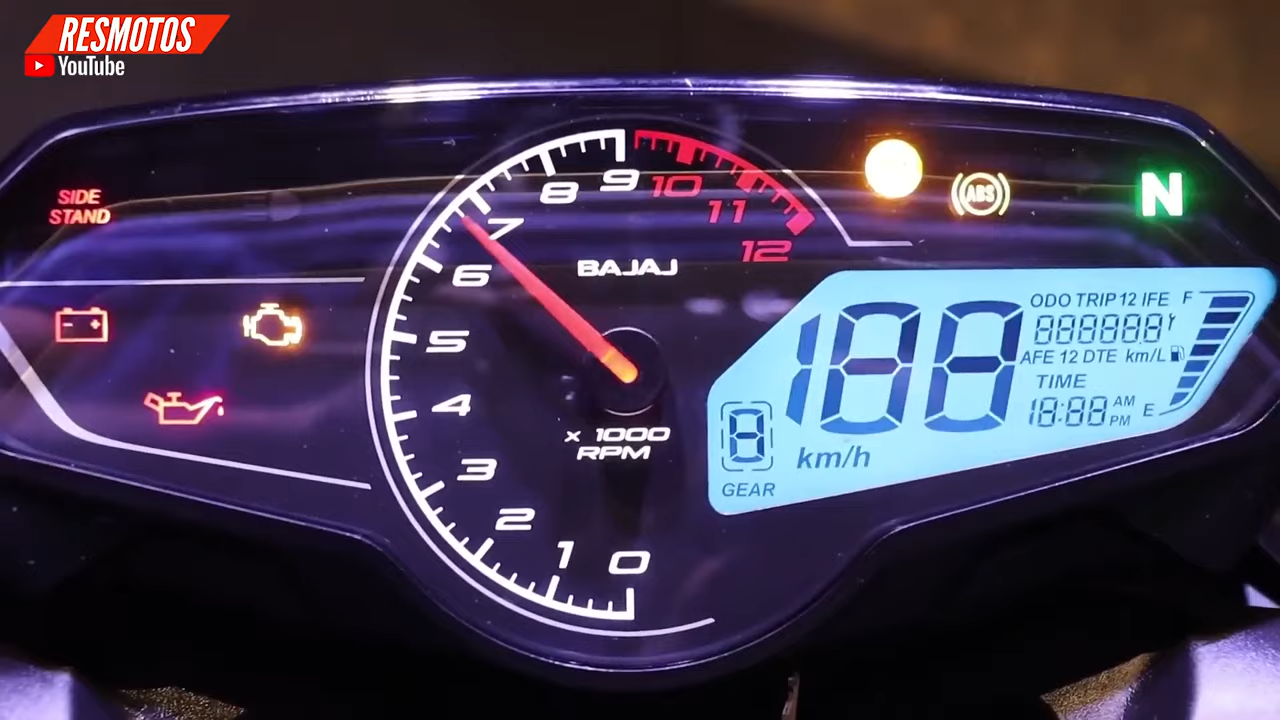 RESMOTOS
YouTube
SIDE
STAND
ABS
N
8
9
10
7
11
12
6
BAJAJ
5
4
3
2
1
0
x 1000
RPM
ODO TRIP 12 IFE F
888888
AFE 12 DTE km/L
TIME
18:88 AM
PM E
188
8
km/h
GEAR